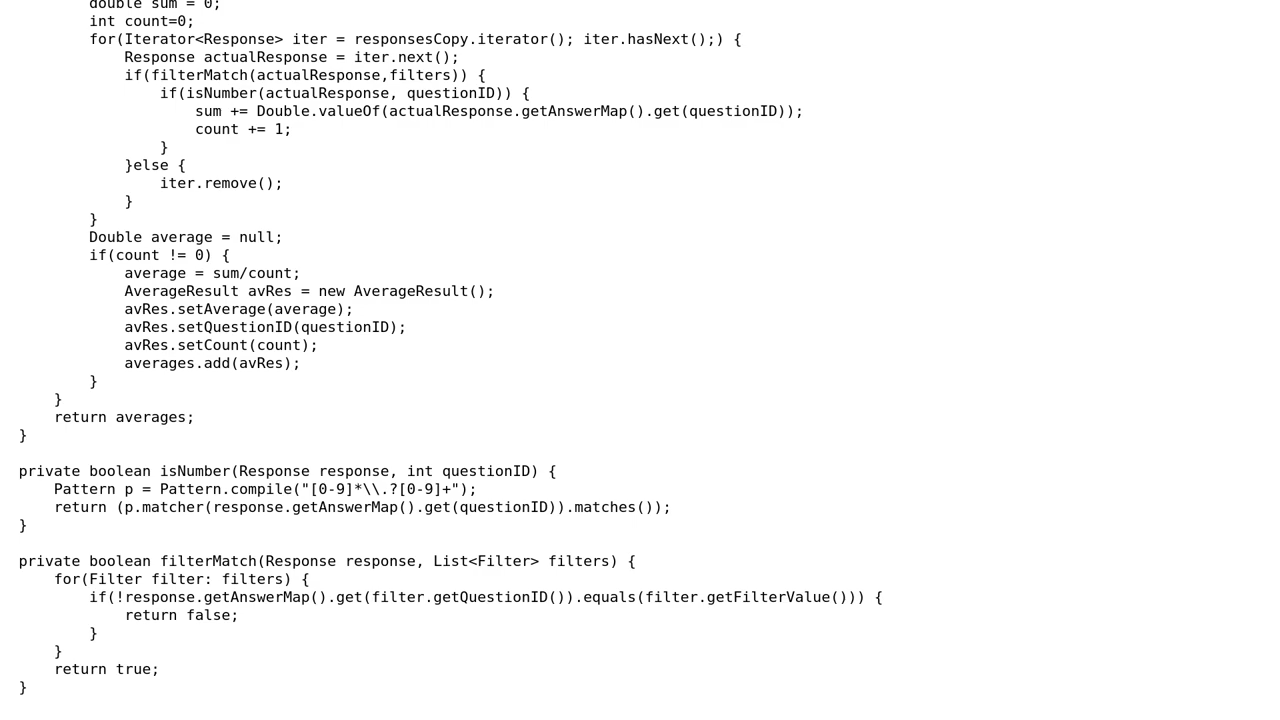 double sum = 0;
int count=0;
for(Iterator<Response> iter = responsesCopy.iterator(); iter.hasNext();) {
Response actualResponse = iter.next();
if(filterMatch(actualResponse,filters)) {
if(isNumber(actualResponse, questionID)) {
sum += Double.valueOf(actualResponse.getAnswerMap().get(questionID));
count += 1;
}
}else {
iter.remove();
}
}
Double average = null;
if(count != 0) {
average = sum/count;
AverageResult avRes = new AverageResult();
avRes.setAverage(average);
avRes.setQuestionID(questionID);
avRes.setCount(count);
averages.add(avRes);
}
}
return averages;
}
private boolean isNumber(Response response, int questionID) {
Pattern p = Pattern.compile("[0-9]*\\.?[0-9]+");
return (p.matcher(response.getAnswerMap().get(questionID)).matches());
}
private boolean filterMatch(Response response, List<Filter> filters) {
for(Filter filter: filters) {
if(!response.getAnswerMap().get(filter.getQuestionID()).equals(filter.getFilterValue())) {
return false;
}
}
return true;
}